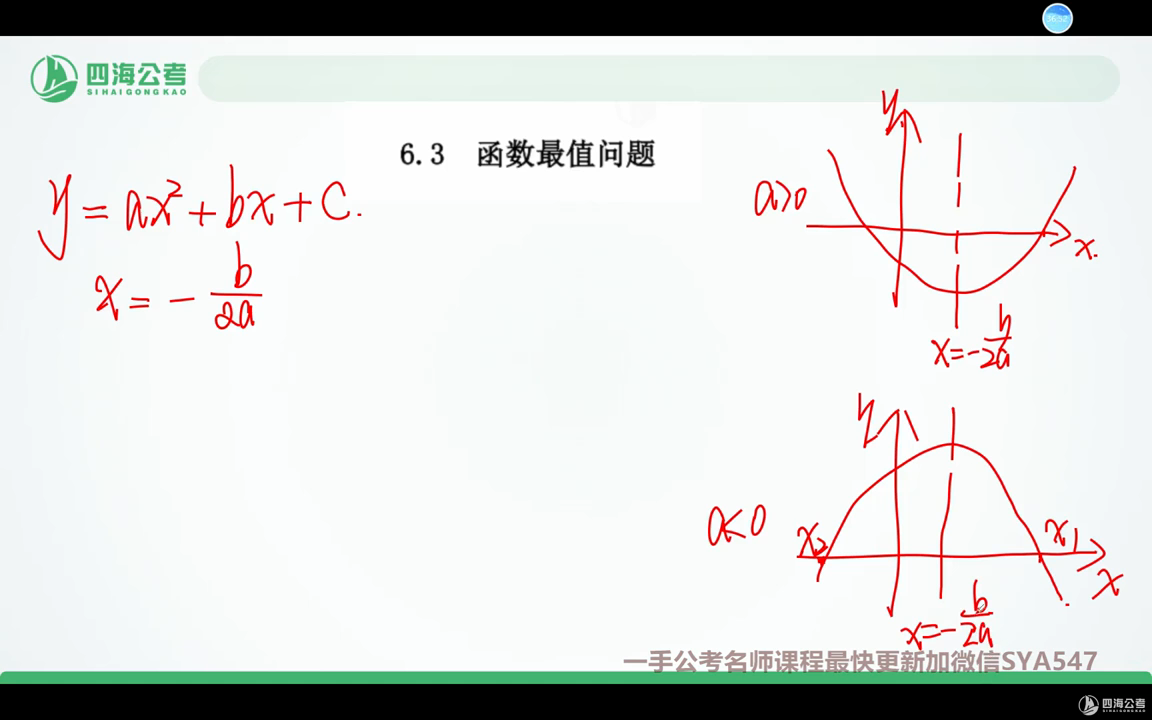 36:52
四海公考
SIHAIGONGKAO
6.3 函数最值问题
y=ax²+bx+c.
x=-b/2a
y
a>0
x.
x=-b/2a
y
a<0
x₂
x₁
x
x=-b/2a
一手公考名师课程最快更新加微信SYA547
四海公考